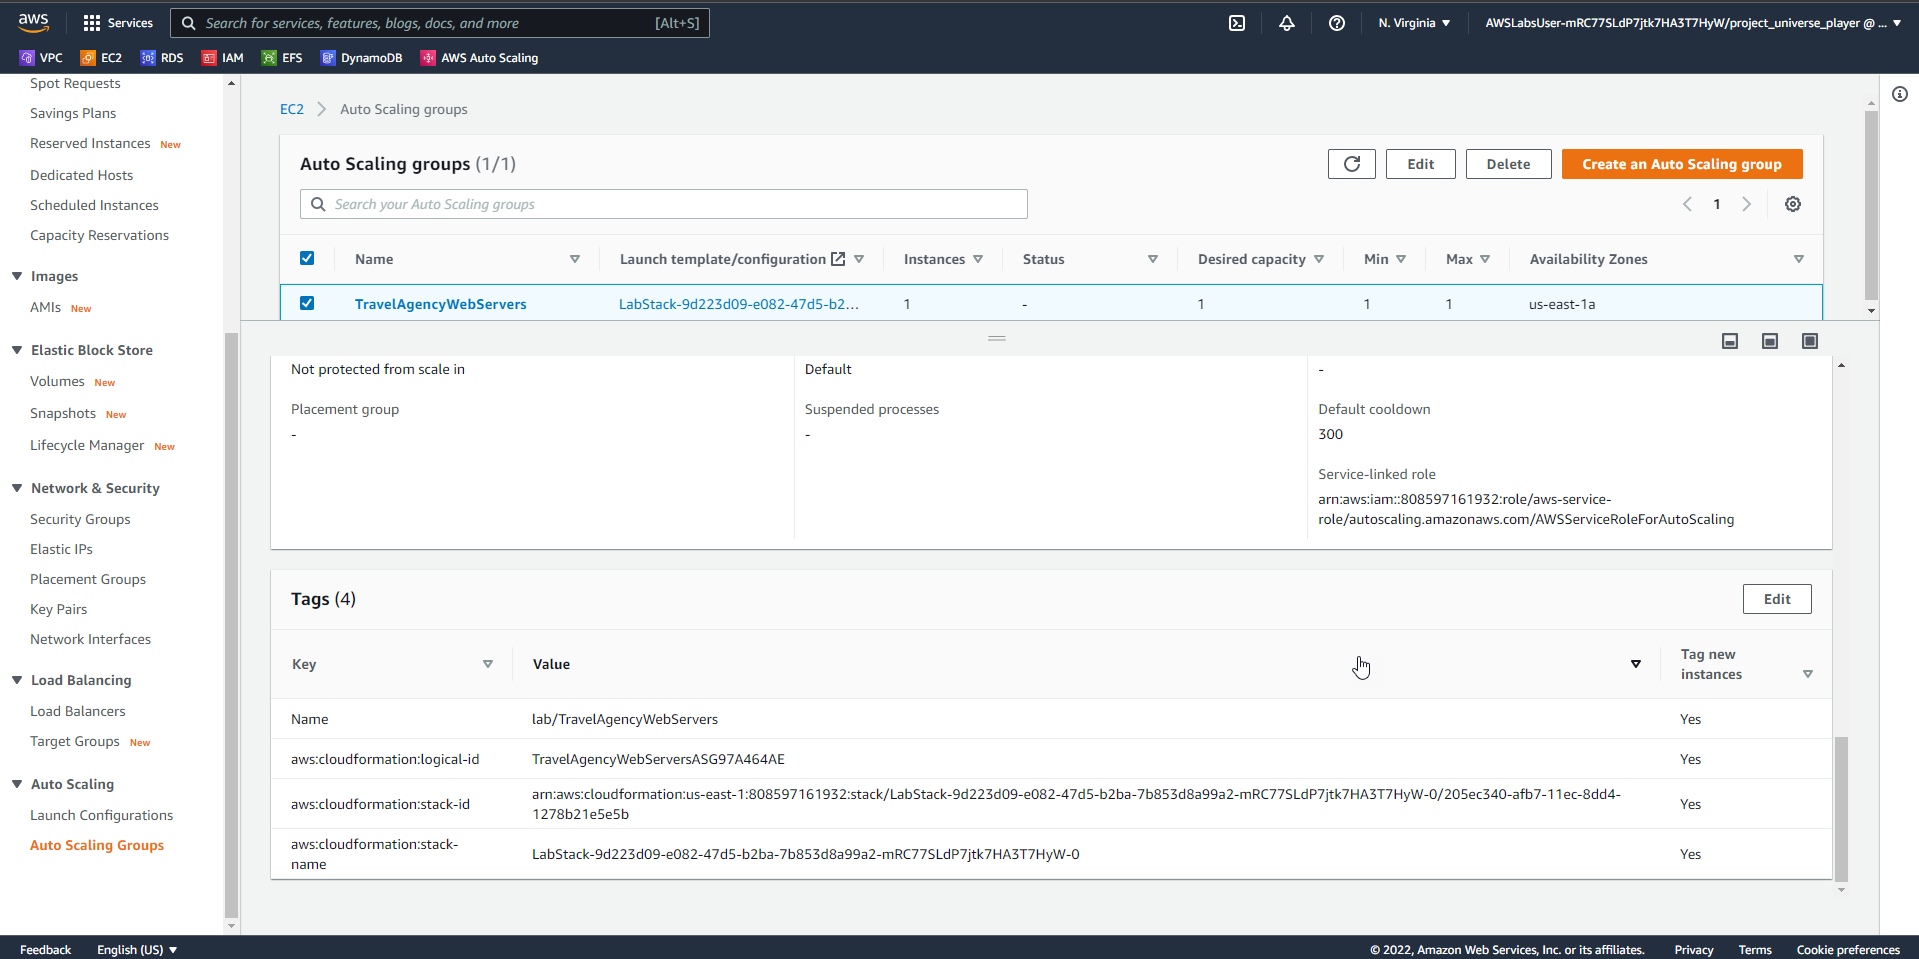 aws
Services
Search for services, features, blogs, docs, and more
[Alt+S]
N. Virginia
AWSLabsUser-mRC77SLdP7jtk7HA3T7HyW/project_universe_player @ ...
VPC
EC2
RDS
IAM
EFS
DynamoDB
AWS Auto Scaling
Spot Requests
Savings Plans
Reserved Instances New
Dedicated Hosts
Scheduled Instances
Capacity Reservations
Images
AMIs New
Elastic Block Store
Volumes New
Snapshots New
Lifecycle Manager New
Network & Security
Security Groups
Elastic IPs
Placement Groups
Key Pairs
Network Interfaces
Load Balancing
Load Balancers
Target Groups New
Auto Scaling
Launch Configurations
Auto Scaling Groups
EC2
Auto Scaling groups
Auto Scaling groups (1/1)
Edit
Delete
Create an Auto Scaling group
Search your Auto Scaling groups
1
Name
Launch template/configuration
Instances
Status
Desired capacity
Min
Max
Availability Zones
TravelAgencyWebServers
LabStack-9d223d09-e082-47d5-b2...
1
-
1
1
1
us-east-1a
Not protected from scale in
Default
-
Placement group
-
Suspended processes
-
Default cooldown
300
Service-linked role
arn:aws:iam::808597161932:role/aws-service-
role/autoscaling.amazonaws.com/AWSServiceRoleForAutoScaling
Tags (4)
Edit
Key
Value
Tag new
instances
Name
lab/TravelAgencyWebServers
Yes
aws:cloudformation:logical-id
TravelAgencyWebServersASG97A464AE
Yes
aws:cloudformation:stack-id
arn:aws:cloudformation:us-east-1:808597161932:stack/LabStack-9d223d09-e082-47d5-b2ba-7b853d8a99a2-mRC77SLdP7jtk7HA3T7HyW-0/205ec340-afb7-11ec-8dd4-
1278b21e5e5b
Yes
aws:cloudformation:stack-
name
LabStack-9d223d09-e082-47d5-b2ba-7b853d8a99a2-mRC77SLdP7jtk7HA3T7HyW-0
Yes
Feedback
English (US)
© 2022, Amazon Web Services, Inc. or its affiliates.
Privacy
Terms
Cookie preferences